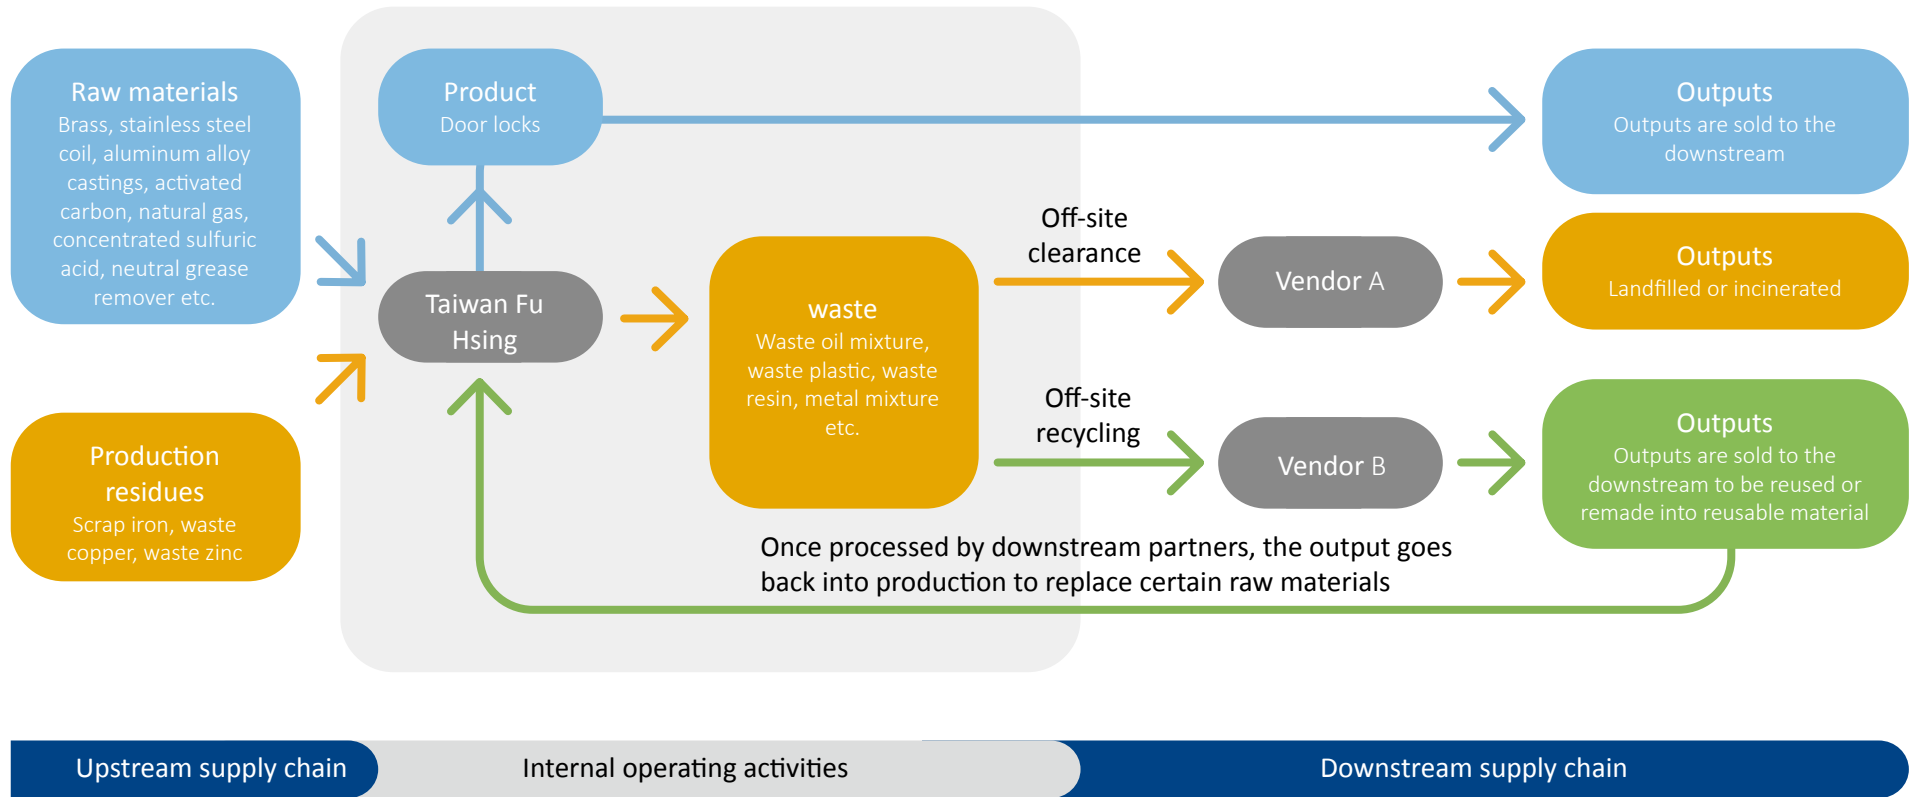 Raw materials
Brass, stainless steel
coil, aluminum alloy
castings, activated
carbon, natural gas,
concentrated sulfuric
acid, neutral grease
remover etc.
Production
residues
Scrap iron, waste
copper, waste zinc
Product
Door locks
Taiwan Fu
Hsing
waste
Waste oil mixture,
waste plastic, waste
resin, metal mixture
etc.
Off-site
clearance
Vendor A
Off-site
recycling
Vendor B
Outputs
Outputs are sold to the
downstream
Outputs
Landfilled or incinerated
Outputs
Outputs are sold to the
downstream to be reused or
remade into reusable material
Once processed by downstream partners, the output goes
back into production to replace certain raw materials
Upstream supply chain
Internal operating activities
Downstream supply chain